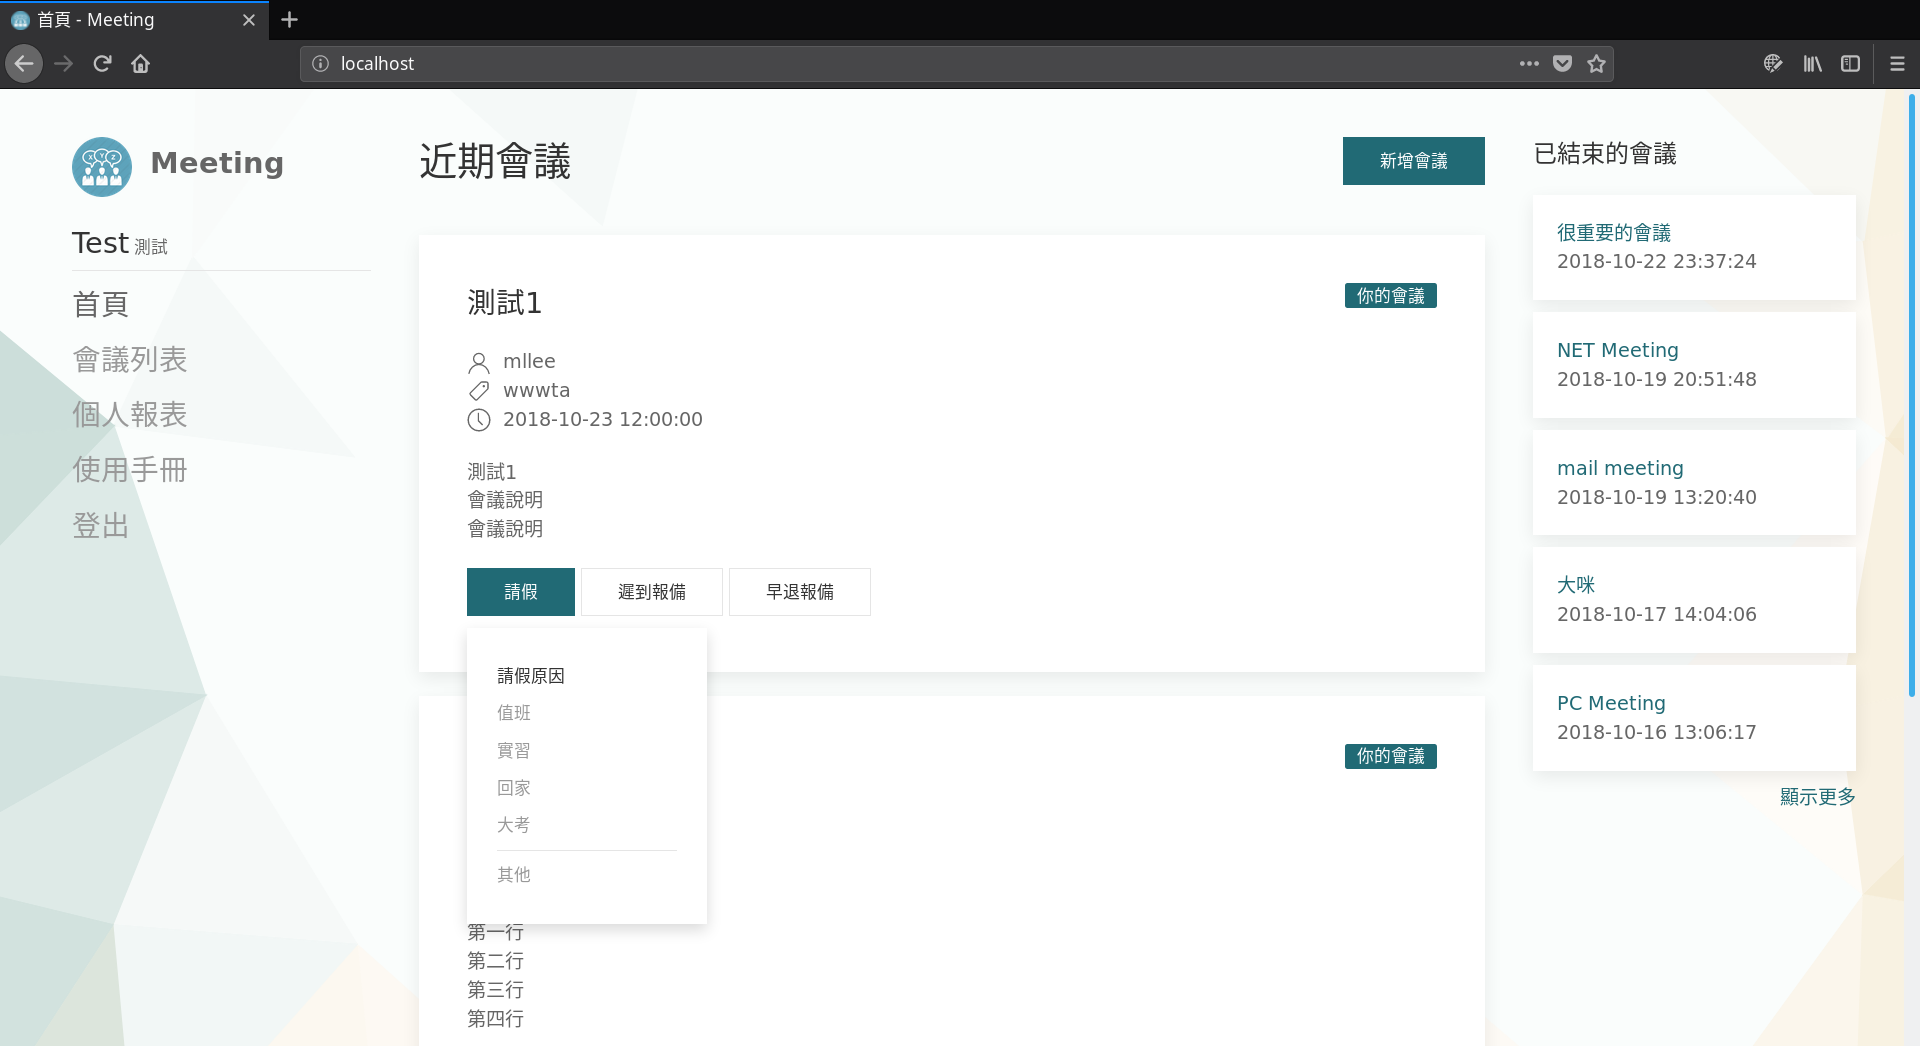 首頁 - Meeting
localhost
Meeting
Test 測試
首頁
會議列表
個人報表
使用手冊
登出
近期會議
新增會議
測試1
你的會議
mllee
wwwta
2018-10-23 12:00:00
測試1
會議說明
會議說明
請假
遲到報備
早退報備
請假原因
值班
實習
回家
大考
其他
你的會議
第一行
第二行
第三行
第四行
已結束的會議
很重要的會議
2018-10-22 23:37:24
NET Meeting
2018-10-19 20:51:48
mail meeting
2018-10-19 13:20:40
大咪
2018-10-17 14:04:06
PC Meeting
2018-10-16 13:06:17
顯示更多